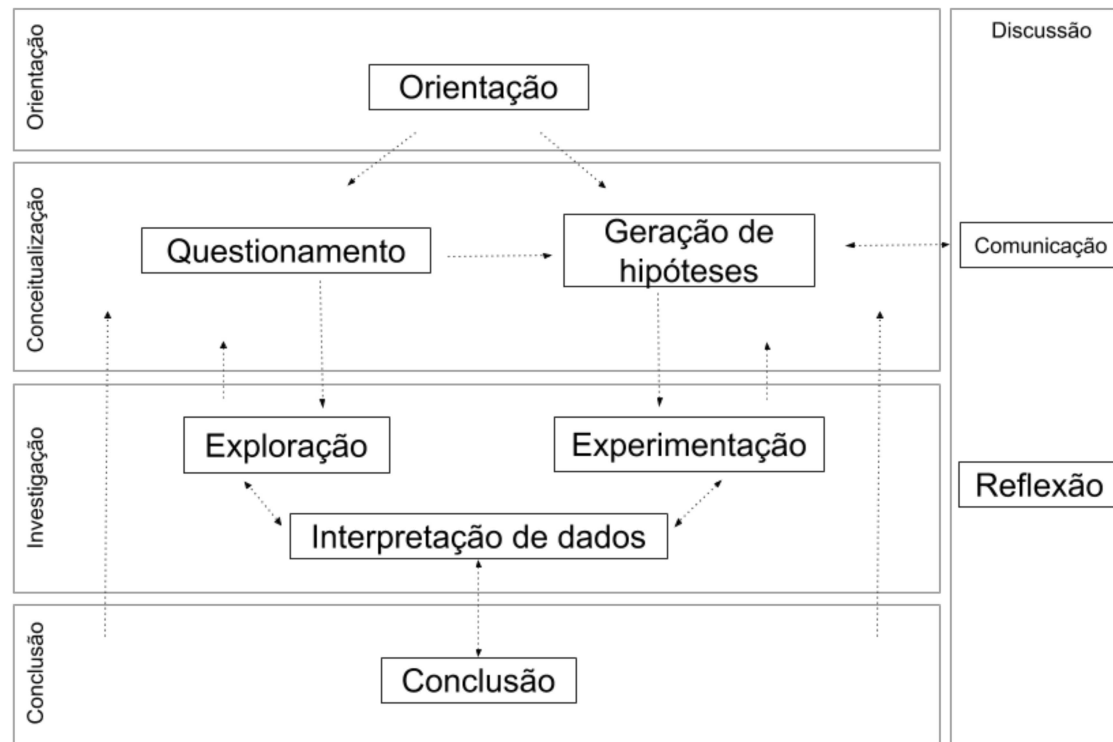 Orientação
Orientação
Discussão
Conceitualização
Questionamento
Geração de
hipóteses
Comunicação
Investigação
Exploração
Experimentação
Interpretação de dados
Reflexão
Conclusão
Conclusão